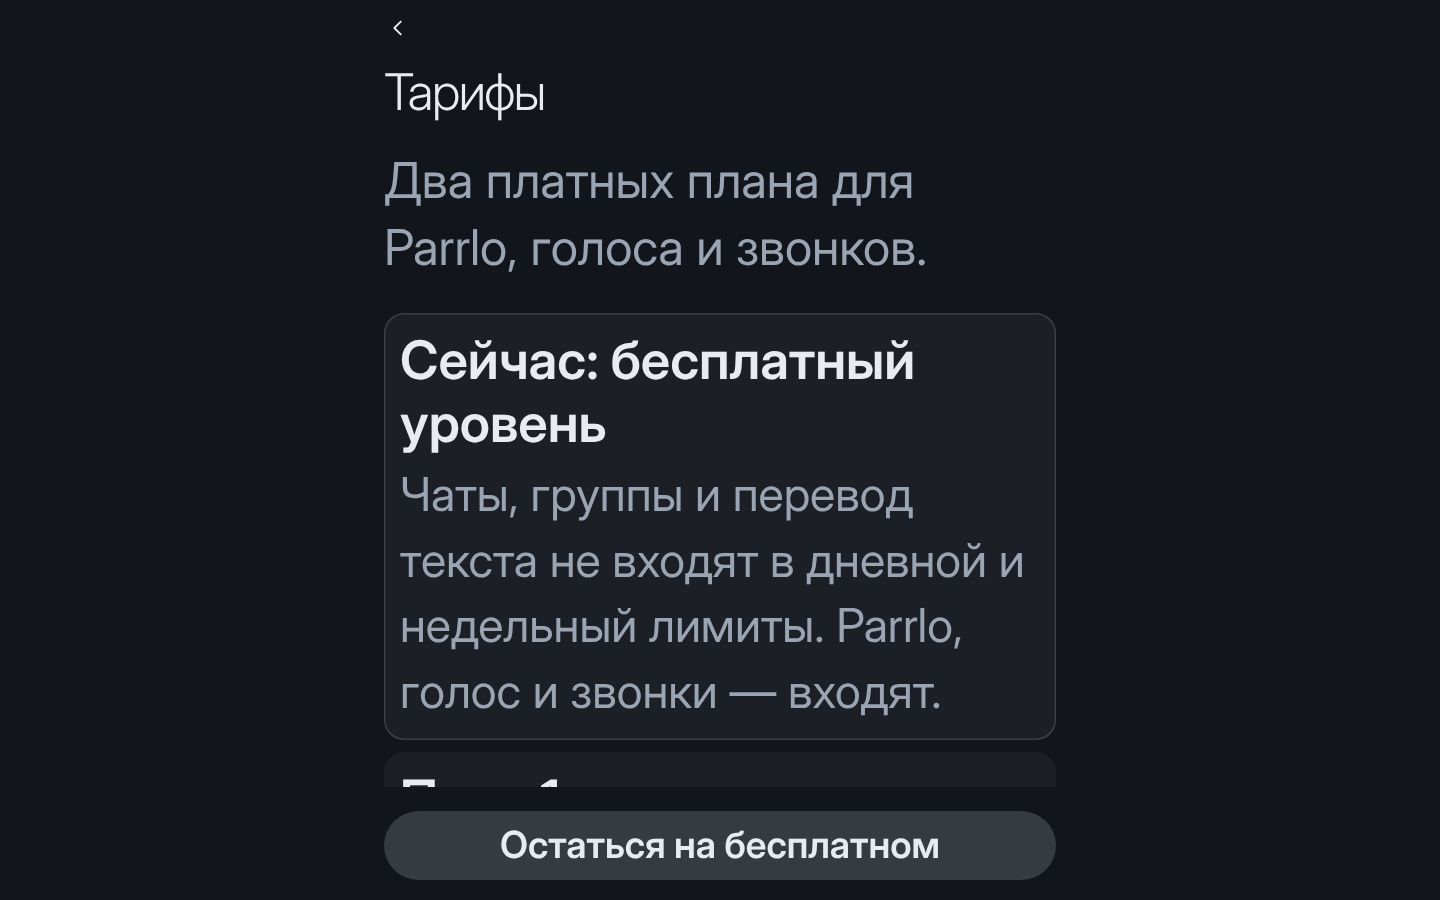 Тарифы
Два платных плана для
Parrlo, голоса и звонков.
Сейчас: бесплатный
уровень
Чаты, группы и перевод
текста не входят в дневной и
недельный лимиты. Parrlo,
голос и звонки — входят.
Остаться на бесплатном